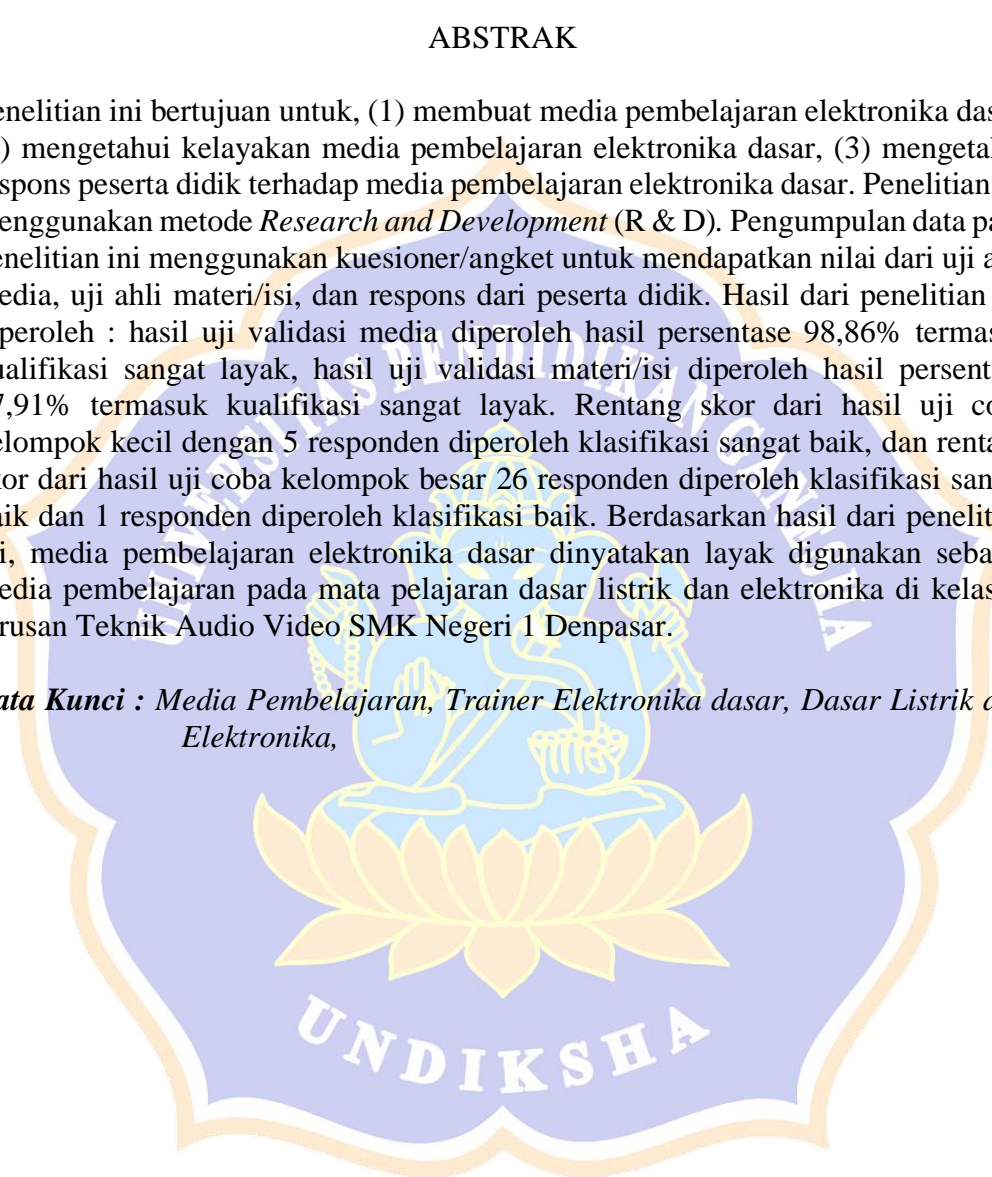 ABSTRAK
enelitian ini bertujuan untuk, (1) membuat media pembelajaran elektronika das
) mengetahui kelayakan media pembelajaran elektronika dasar, (3) mengetah
spons peserta didik terhadap media pembelajaran elektronika dasar. Penelitian
enggunakan metode Research and Development (R & D). Pengumpulan data pa
enelitian ini menggunakan kuesioner/angket untuk mendapatkan nilai dari uji a
edia, uji ahli materi/isi, dan respons dari peserta didik. Hasil dari penelitian
peroleh : hasil uji validasi media diperoleh hasil persentase 98,86% termas
ualifikasi sangat layak, hasil uji validasi materi/isi diperoleh hasil persent
7,91% termasuk kualifikasi sangat layak. Rentang skor dari hasil uji co
elompok kecil dengan 5 responden diperoleh klasifikasi sangat baik, dan renta
kor dari hasil uji coba kelompok besar 26 responden diperoleh klasifikasi sang
aik dan 1 responden diperoleh klasifikasi baik. Berdasarkan hasil dari penelit
i, media pembelajaran elektronika dasar dinyatakan layak digunakan seba
edia pembelajaran pada mata pelajaran dasar listrik dan elektronika di kelas
rusan Teknik Audio Video SMK Negeri 1 Denpasar.
ata Kunci : Media Pembelajaran, Trainer Elektronika dasar, Dasar Listrik d
Elektronika,
UNIVERSITAS PENDIDIKAN GANESHA
UNDIKSHA